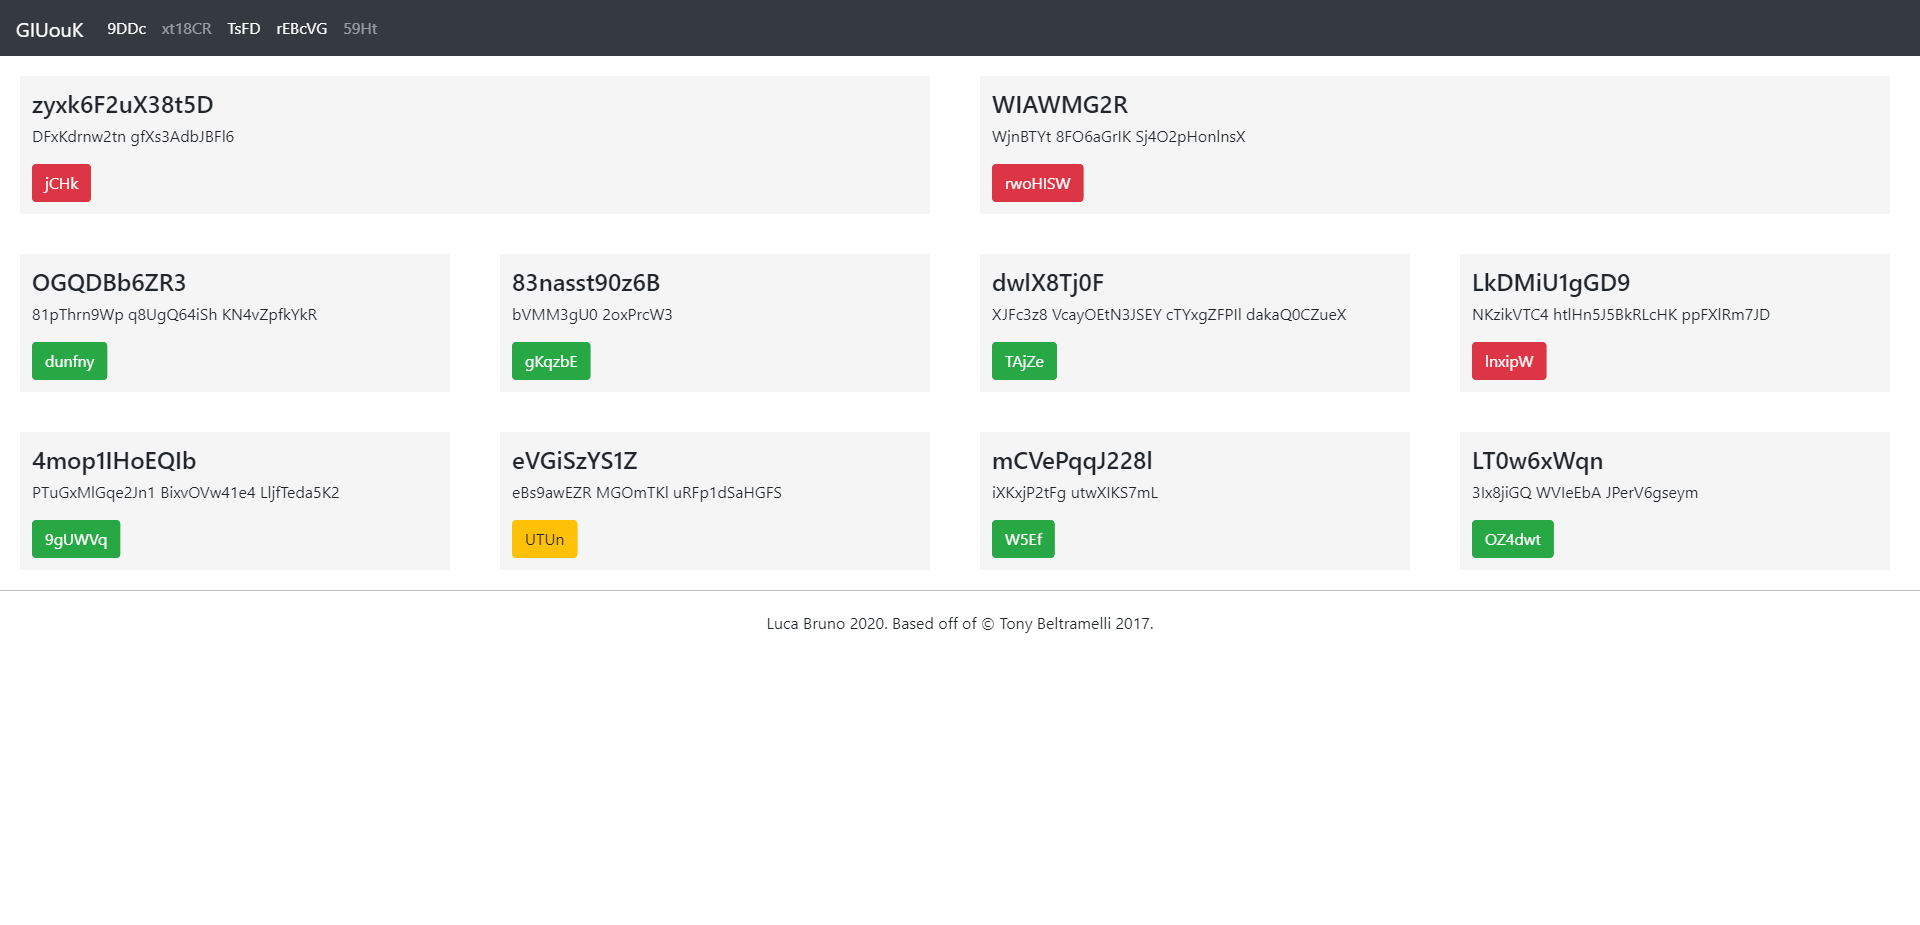 GIUouK 9DDc xt18CR TsFD rEBcVG 59Ht
zyxk6F2uX38t5D
DFxKdrnw2tn gfXs3AdbJBFl6
jCHk
WIAWMG2R
WjnBTYt 8FO6aGrIK Sj4O2pHonlnsX
rwoHISW
OGQDBb6ZR3
81pThrn9Wp q8UgQ64iSh KN4vZpfkYkR
dunfny
83nasst90z6B
bVMM3gU0 2oxPrcW3
gKqzbE
dwlX8Tj0F
XJFc3z8 VcayOEtN3JSEY cTYxgZFPIl dakaQ0CZueX
TAjZe
LkDMiU1gGD9
NKzikVTC4 htlHn5J5BkRLcHK ppFXlRm7JD
lnxipW
4mop1IHoEQIb
PTuGxMlGqe2Jn1 BixvOVw41e4 LljfTeda5K2
9gUWVq
eVGiSzYS1Z
eBs9awEZR MGOmTKl uRFp1dSaHGFS
UTUn
mCVePqqJ228l
iXKxjP2tFg utwXIKS7mL
W5Ef
LT0w6xWqn
3Ix8jiGQ WVIeEbA JPerV6gseym
OZ4dwt
Luca Bruno 2020. Based off of © Tony Beltramelli 2017.